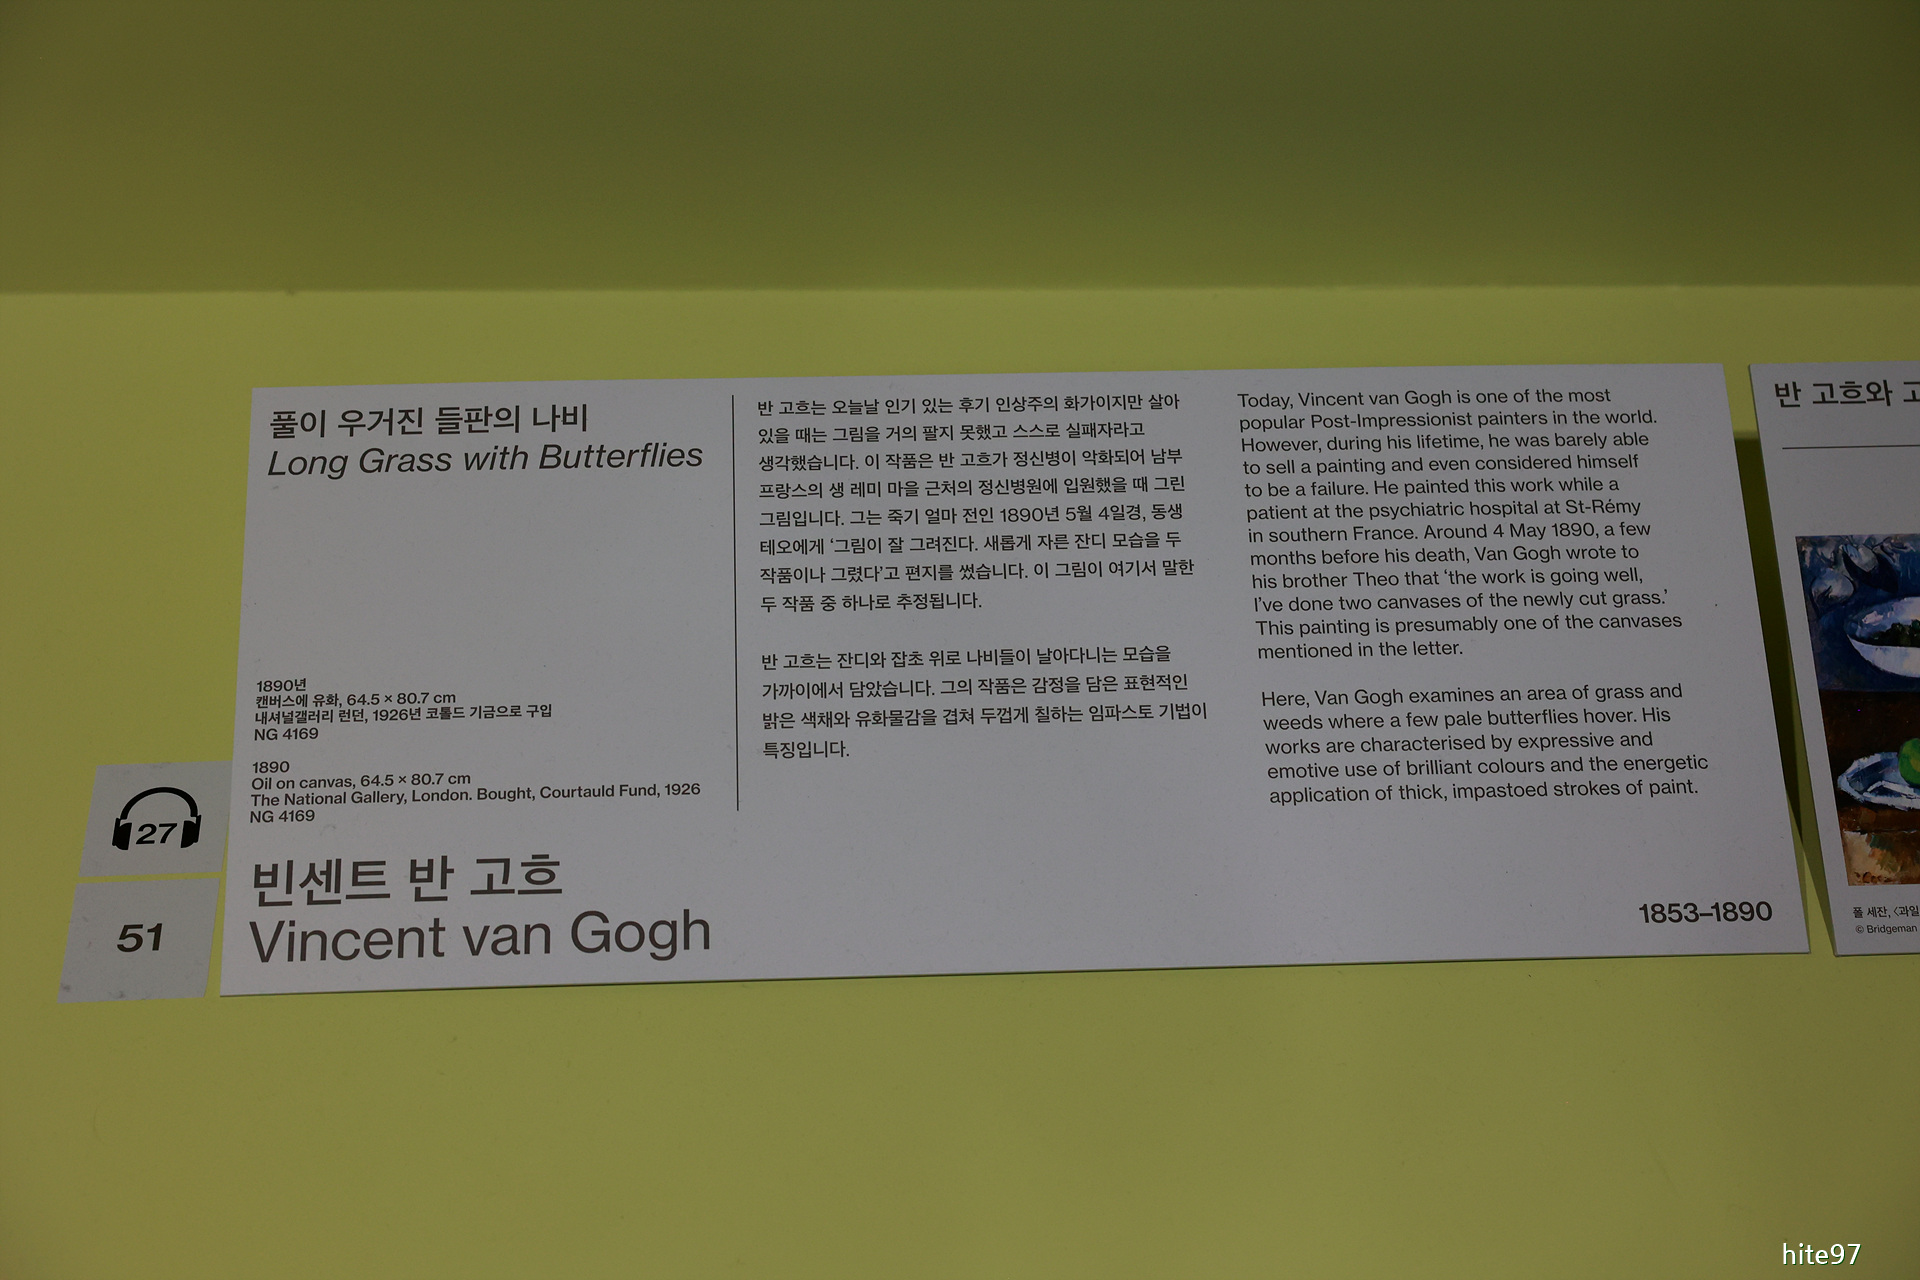 풀이 우거진 들판의 나비
Long Grass with Butterflies
1890년
캔버스에 유화, 64.5 × 80.7 cm
내셔널갤러리 런던, 1926년 코톨드 기금으로 구입
NG 4169
1890
Oil on canvas, 64.5 × 80.7 cm
The National Gallery, London. Bought, Courtauld Fund, 1926
NG 4169
빈센트 반 고흐
Vincent van Gogh
27
51
반 고흐는 오늘날 인기 있는 후기 인상주의 화가이지만 살아
있을 때는 그림을 거의 팔지 못했고 스스로 실패자라고
생각했습니다. 이 작품은 반 고흐가 정신병이 악화되어 남부
프랑스의 생 레미 마을 근처의 정신병원에 입원했을 때 그린
그림입니다. 그는 죽기 얼마 전인 1890년 5월 4일경, 동생
테오에게 ‘그림이 잘 그려진다. 새롭게 자른 잔디 모습을 두
작품이나 그렸다’고 편지를 썼습니다. 이 그림이 여기서 말한
두 작품 중 하나로 추정됩니다.
반 고흐는 잔디와 잡초 위로 나비들이 날아다니는 모습을
가까이에서 담았습니다. 그의 작품은 감정을 담은 표현적인
밝은 색채와 유화물감을 겹쳐 두껍게 칠하는 임파스토 기법이
특징입니다.
Today, Vincent van Gogh is one of the most
popular Post-Impressionist painters in the world.
However, during his lifetime, he was barely able
to sell a painting and even considered himself
to be a failure. He painted this work while a
patient at the psychiatric hospital at St-Rémy
in southern France. Around 4 May 1890, a few
months before his death, Van Gogh wrote to
his brother Theo that ‘the work is going well,
I’ve done two canvases of the newly cut grass.’
This painting is presumably one of the canvases
mentioned in the letter.
Here, Van Gogh examines an area of grass and
weeds where a few pale butterflies hover. His
works are characterised by expressive and
emotive use of brilliant colours and the energetic
application of thick, impastoed strokes of paint.
1853–1890
반 고흐와 고
폴 세잔, 〈과일
© Bridgeman
hite97